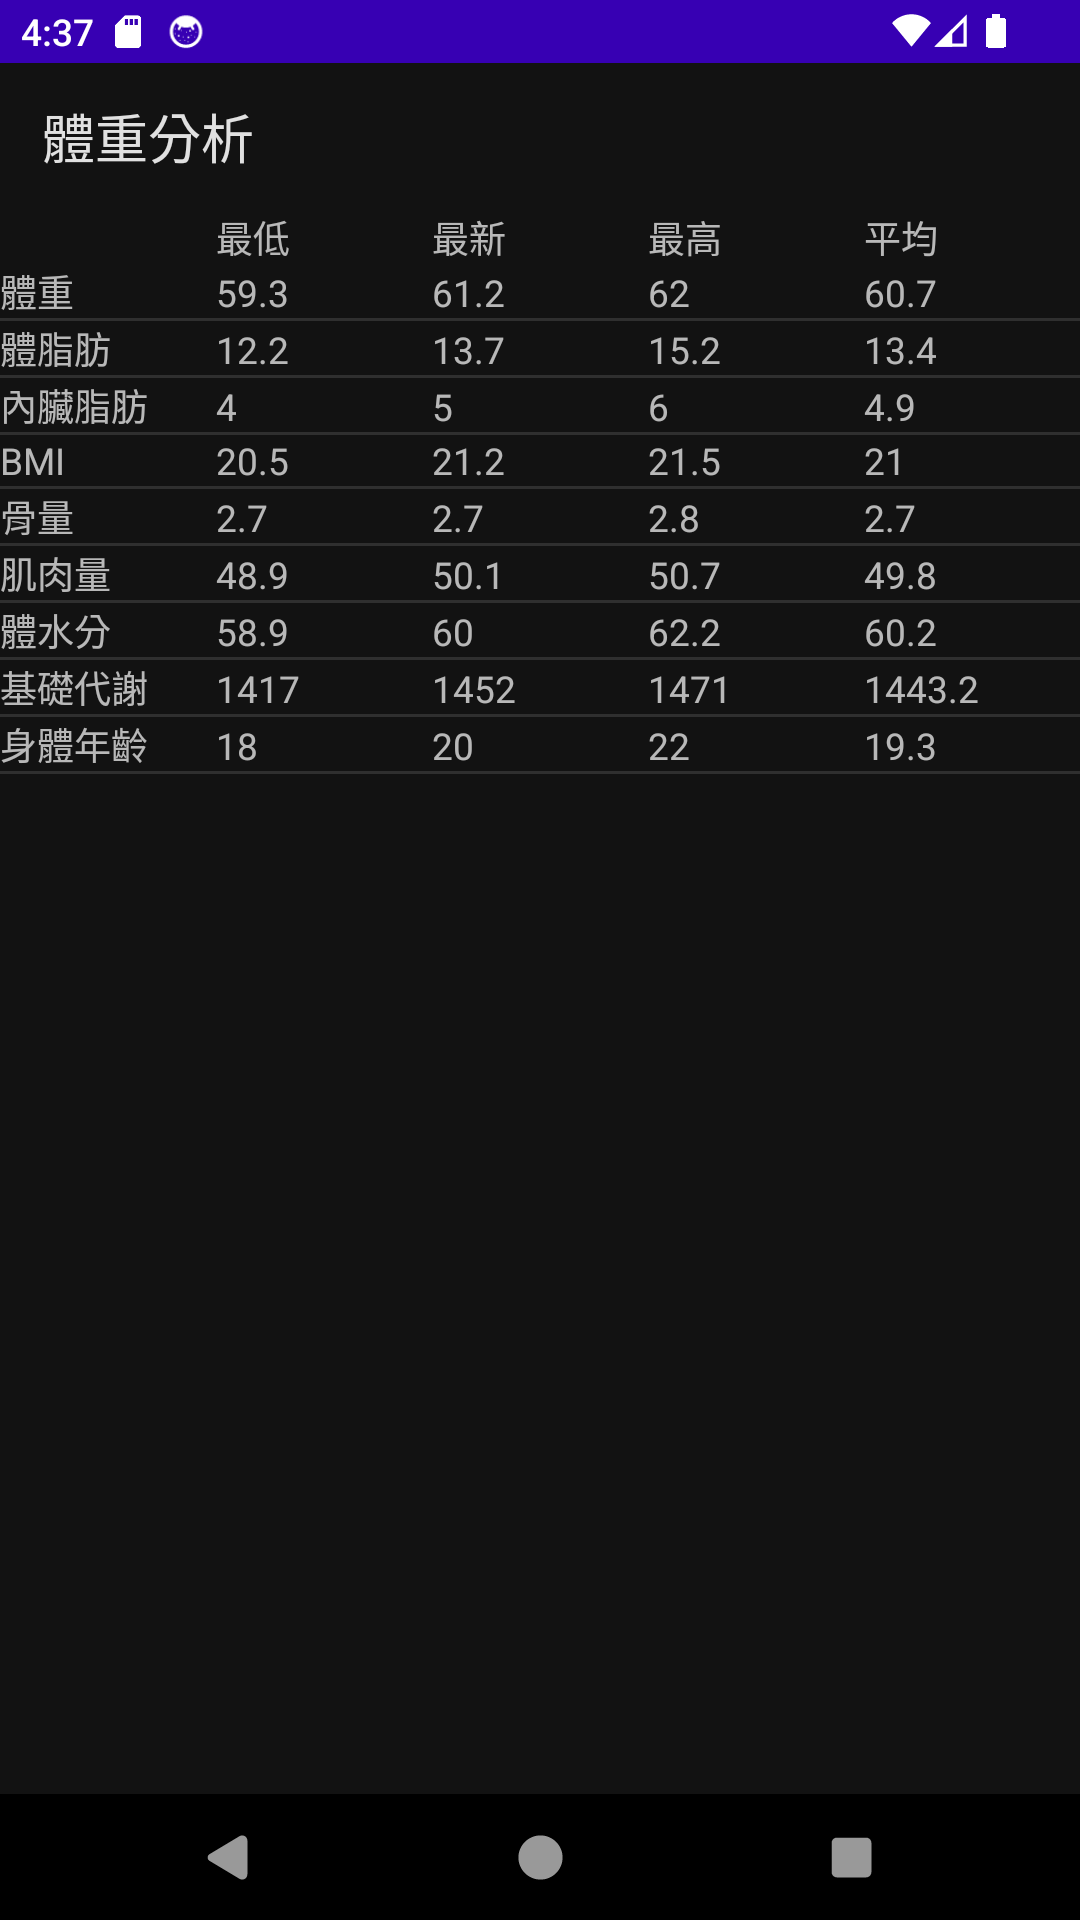 4:37
體重分析
最低 最新 最高 平均
體重 59.3 61.2 62 60.7
體脂肪 12.2 13.7 15.2 13.4
內臟脂肪 4 5 6 4.9
BMI 20.5 21.2 21.5 21
骨量 2.7 2.7 2.8 2.7
肌肉量 48.9 50.1 50.7 49.8
體水分 58.9 60 62.2 60.2
基礎代謝 1417 1452 1471 1443.2
身體年齡 18 20 22 19.3